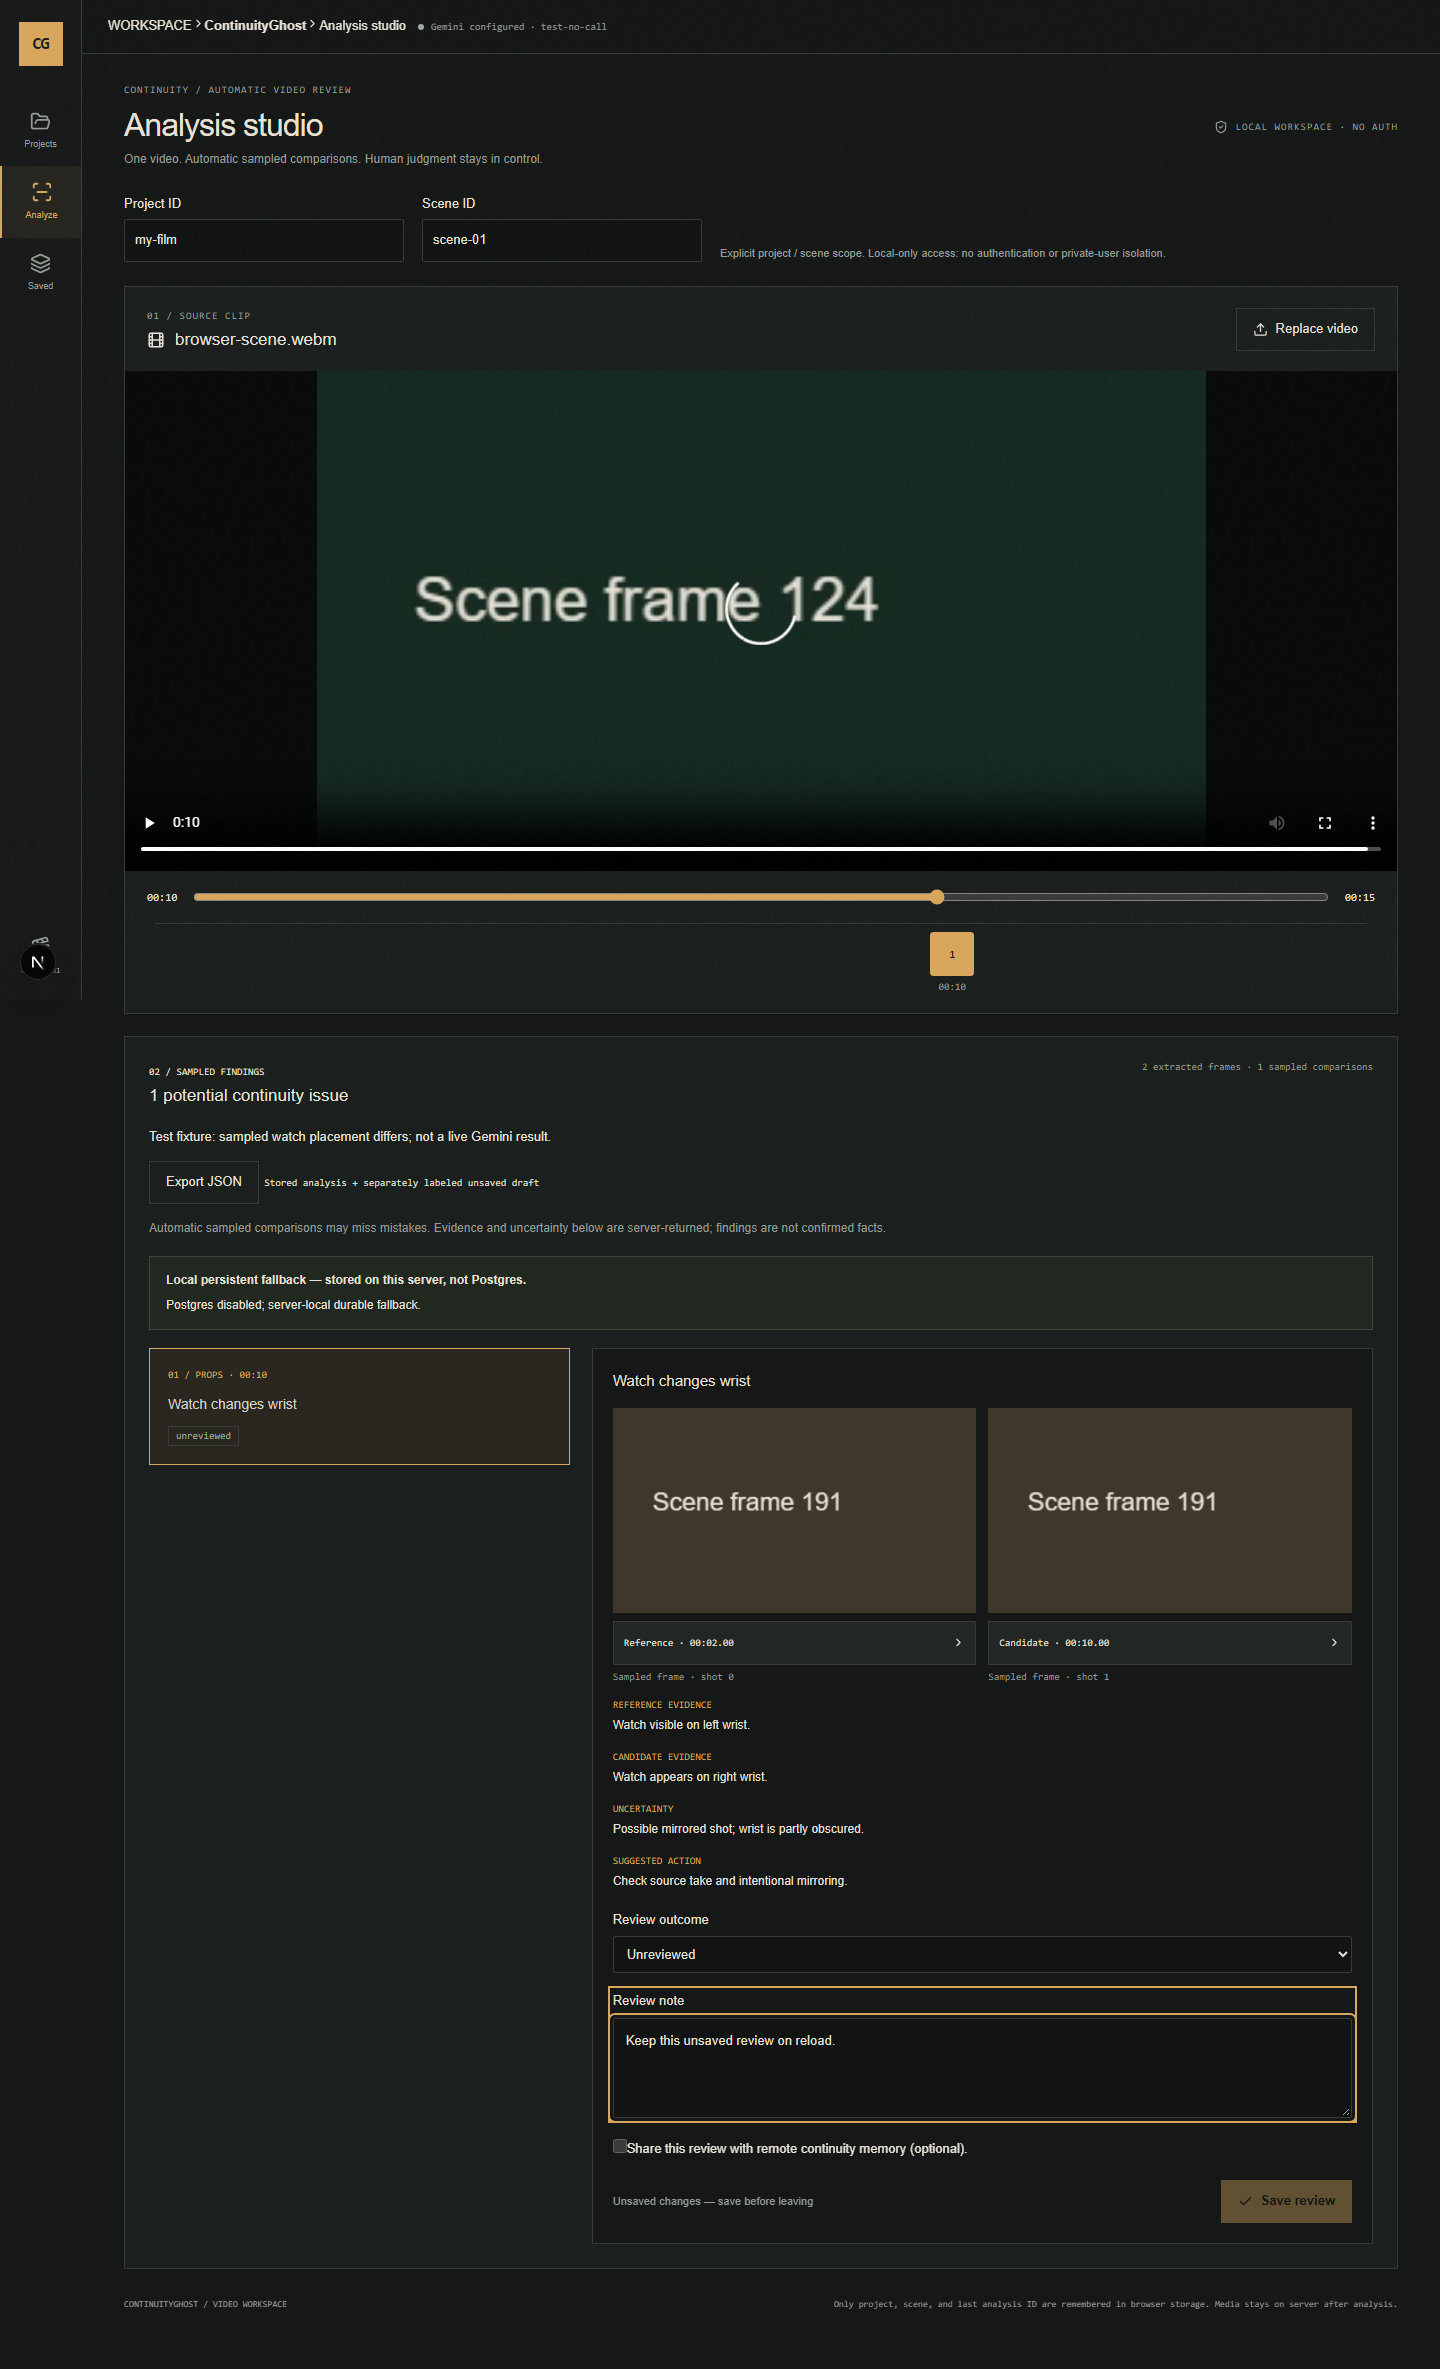 CG
WORKSPACE > ContinuityGhost > Analysis studio
Gemini configured · test-no-call
Projects
Analyze
Saved
CONTINUITY / AUTOMATIC VIDEO REVIEW
Analysis studio
LOCAL WORKSPACE · NO AUTH
One video. Automatic sampled comparisons. Human judgment stays in control.
Project ID
Scene ID
my-film
scene-01
Explicit project / scene scope. Local-only access: no authentication or private-user isolation.
01 / SOURCE CLIP
browser-scene.webm
Replace video
Scene frame 124
0:10
00:10
00:15
1
00:10
N
02 / SAMPLED FINDINGS
2 extracted frames · 1 sampled comparisons
1 potential continuity issue
Test fixture: sampled watch placement differs; not a live Gemini result.
Export JSON
Stored analysis + separately labeled unsaved draft
Automatic sampled comparisons may miss mistakes. Evidence and uncertainty below are server-returned; findings are not confirmed facts.
Local persistent fallback — stored on this server, not Postgres.
Postgres disabled; server-local durable fallback.
01 / PROPS · 00:10
Watch changes wrist
unreviewed
Watch changes wrist
Scene frame 191
Scene frame 191
Reference · 00:02.00
Candidate · 00:10.00
Sampled frame · shot 0
Sampled frame · shot 1
REFERENCE EVIDENCE
Watch visible on left wrist.
CANDIDATE EVIDENCE
Watch appears on right wrist.
UNCERTAINTY
Possible mirrored shot; wrist is partly obscured.
SUGGESTED ACTION
Check source take and intentional mirroring.
Review outcome
Unreviewed
Review note
Keep this unsaved review on reload.
Share this review with remote continuity memory (optional).
Unsaved changes — save before leaving
Save review
CONTINUITYGHOST / VIDEO WORKSPACE
Only project, scene, and last analysis ID are remembered in browser storage. Media stays on server after analysis.